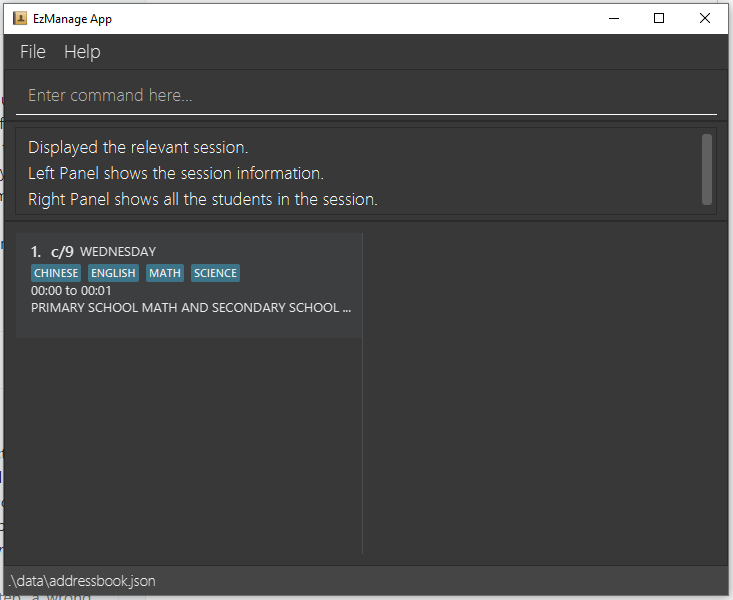 EzManage App
File Help
Enter command here...
Displayed the relevant session.
Left Panel shows the session information.
Right Panel shows all the students in the session.
1. c/9 WEDNESDAY
CHINESE ENGLISH MATH SCIENCE
00:00 to 00:01
PRIMARY SCHOOL MATH AND SECONDARY SCHOOL ...
.\data\addressbook.json